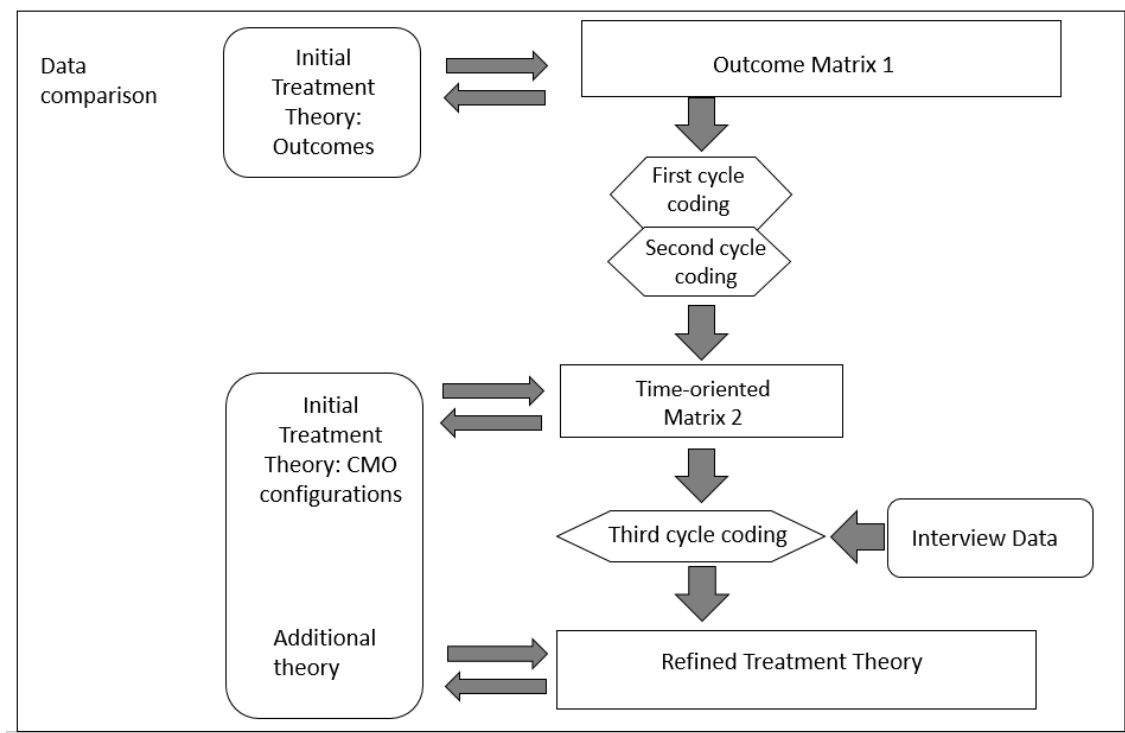 Data
comparison
Initial
Treatment
Theory:
Outcomes
Outcome Matrix 1
First cycle
coding
Second cycle
coding
Initial
Treatment
Theory: CMO
configurations
Time-oriented
Matrix 2
Third cycle coding
Interview Data
Additional
theory
Refined Treatment Theory